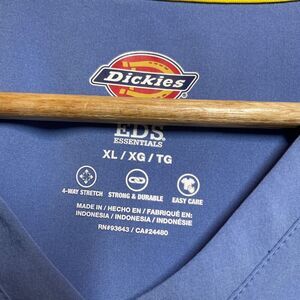 Dickies
E.D.S.
ESSENTIALS
XL / XG / TG
4-WAY STRETCH STRONG & DURABLE EASY CARE
MADE IN / HECHO EN / FABRIQUÉ EN:
INDONESIA / INDONESIA / INDONÉSIE
RN#93643 / CA#24480